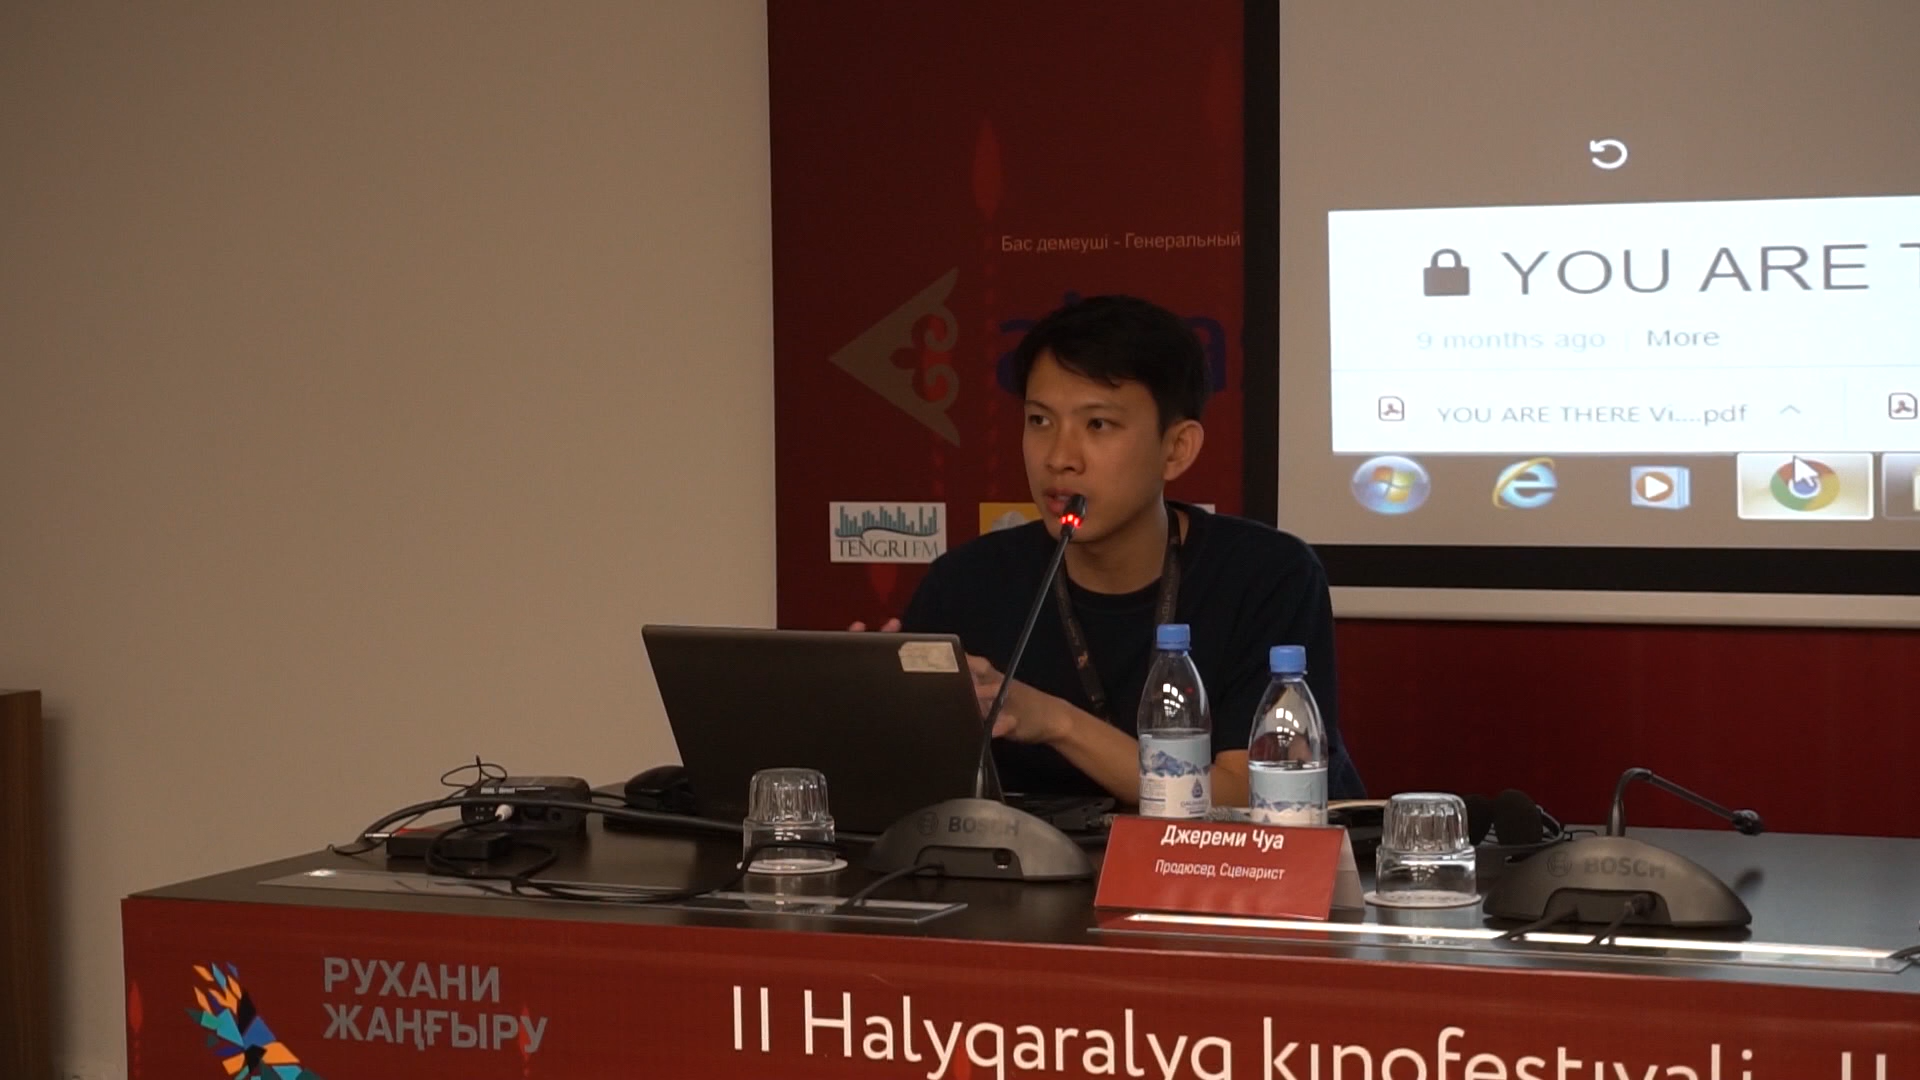 Бас демеуші - Генеральный
YOU ARE
9 months ago
More
YOU ARE THERE Vi....pdf
TENGRI FM
BOSCH
BOSCH
Джереми Чуа
Продюсер, Сценарист
РУХАНИ
ЖАҢҒЫРУ
II Halyqaralyq kınofestıvali